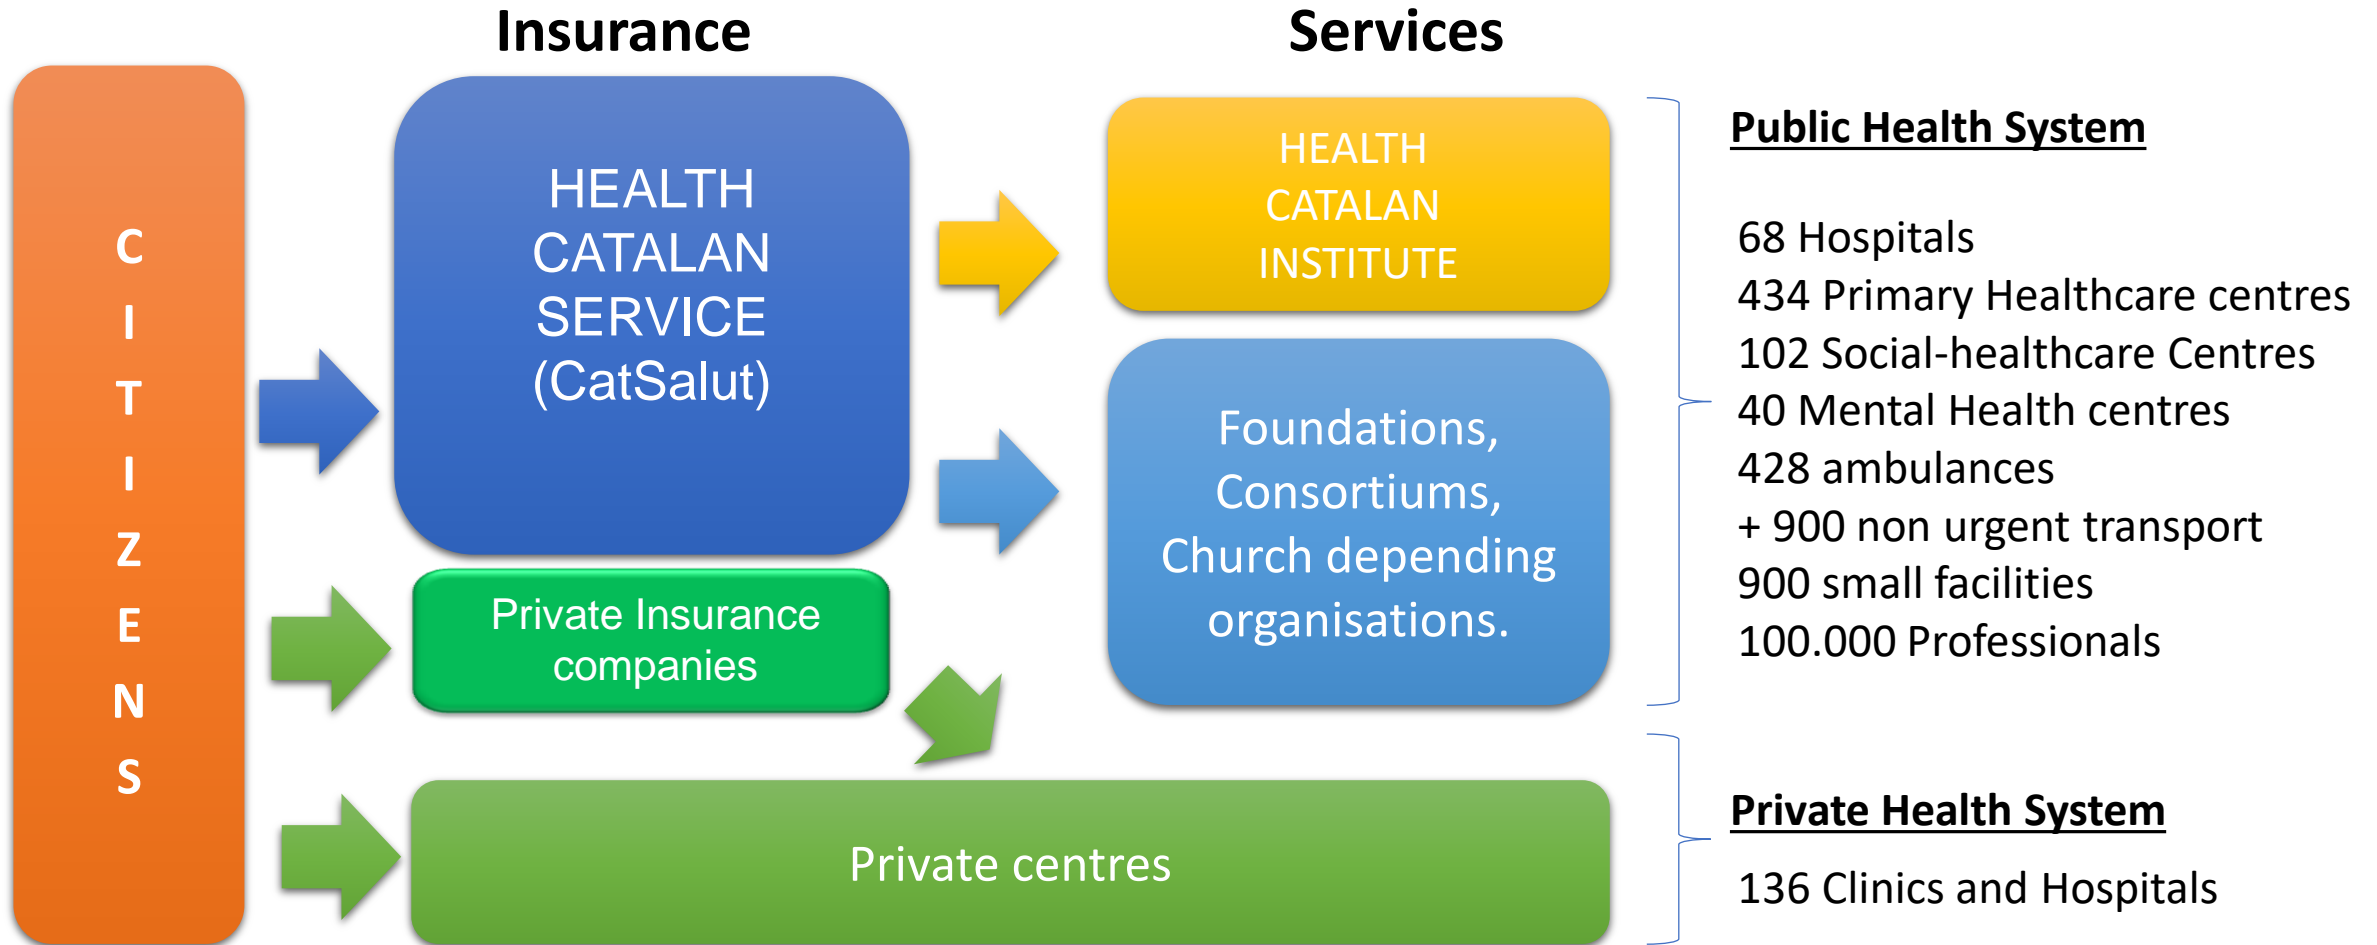 Insurance
Services
C
I
T
I
Z
E
N
S
HEALTH
CATALAN
SERVICE
(CatSalut)
Private Insurance
companies
HEALTH
CATALAN
INSTITUTE
Foundations,
Consortiums,
Church depending
organisations.
Private centres
Public Health System
68 Hospitals
434 Primary Healthcare centres
102 Social-healthcare Centres
40 Mental Health centres
428 ambulances
+ 900 non urgent transport
900 small facilities
100.000 Professionals
Private Health System
136 Clinics and Hospitals